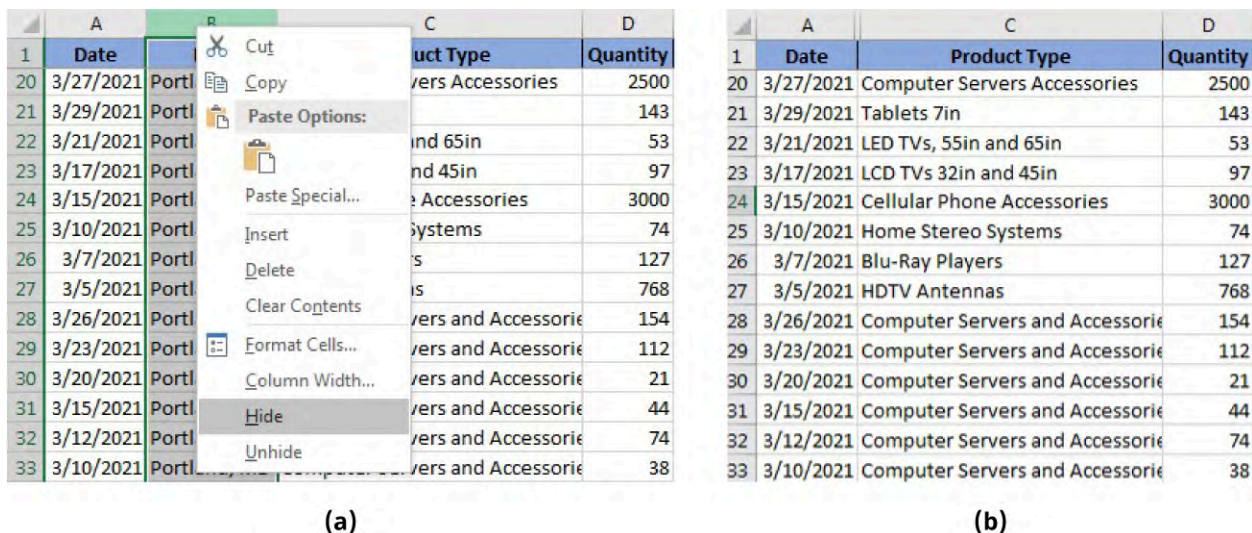 A B C D
1 Date uct Type Quantity
20 3/27/2021 Portl vers Accessories 2500
21 3/29/2021 Portl 143
22 3/21/2021 Portl nd 65in 53
23 3/17/2021 Portl nd 45in 97
24 3/15/2021 Portl Accessories 3000
25 3/10/2021 Portl Systems 74
26 3/7/2021 Portl rs 127
27 3/5/2021 Portl as 768
28 3/26/2021 Portl vers and Accessorie 154
29 3/23/2021 Portl vers and Accessorie 112
30 3/20/2021 Portl vers and Accessorie 21
31 3/15/2021 Portl vers and Accessorie 44
32 3/12/2021 Portl vers and Accessorie 74
33 3/10/2021 Portl vers and Accessorie 38
Cut
Copy
Paste Options:
Paste Special...
Insert
Delete
Clear Contents
Format Cells...
Column Width...
Hide
Unhide
(a)
A C D
1 Date Product Type Quantity
20 3/27/2021 Computer Servers Accessories 2500
21 3/29/2021 Tablets 7in 143
22 3/21/2021 LED TVs, 55in and 65in 53
23 3/17/2021 LCD TVs 32in and 45in 97
24 3/15/2021 Cellular Phone Accessories 3000
25 3/10/2021 Home Stereo Systems 74
26 3/7/2021 Blu-Ray Players 127
27 3/5/2021 HDTV Antennas 768
28 3/26/2021 Computer Servers and Accessorie 154
29 3/23/2021 Computer Servers and Accessorie 112
30 3/20/2021 Computer Servers and Accessorie 21
31 3/15/2021 Computer Servers and Accessorie 44
32 3/12/2021 Computer Servers and Accessorie 74
33 3/10/2021 Computer Servers and Accessorie 38
(b)